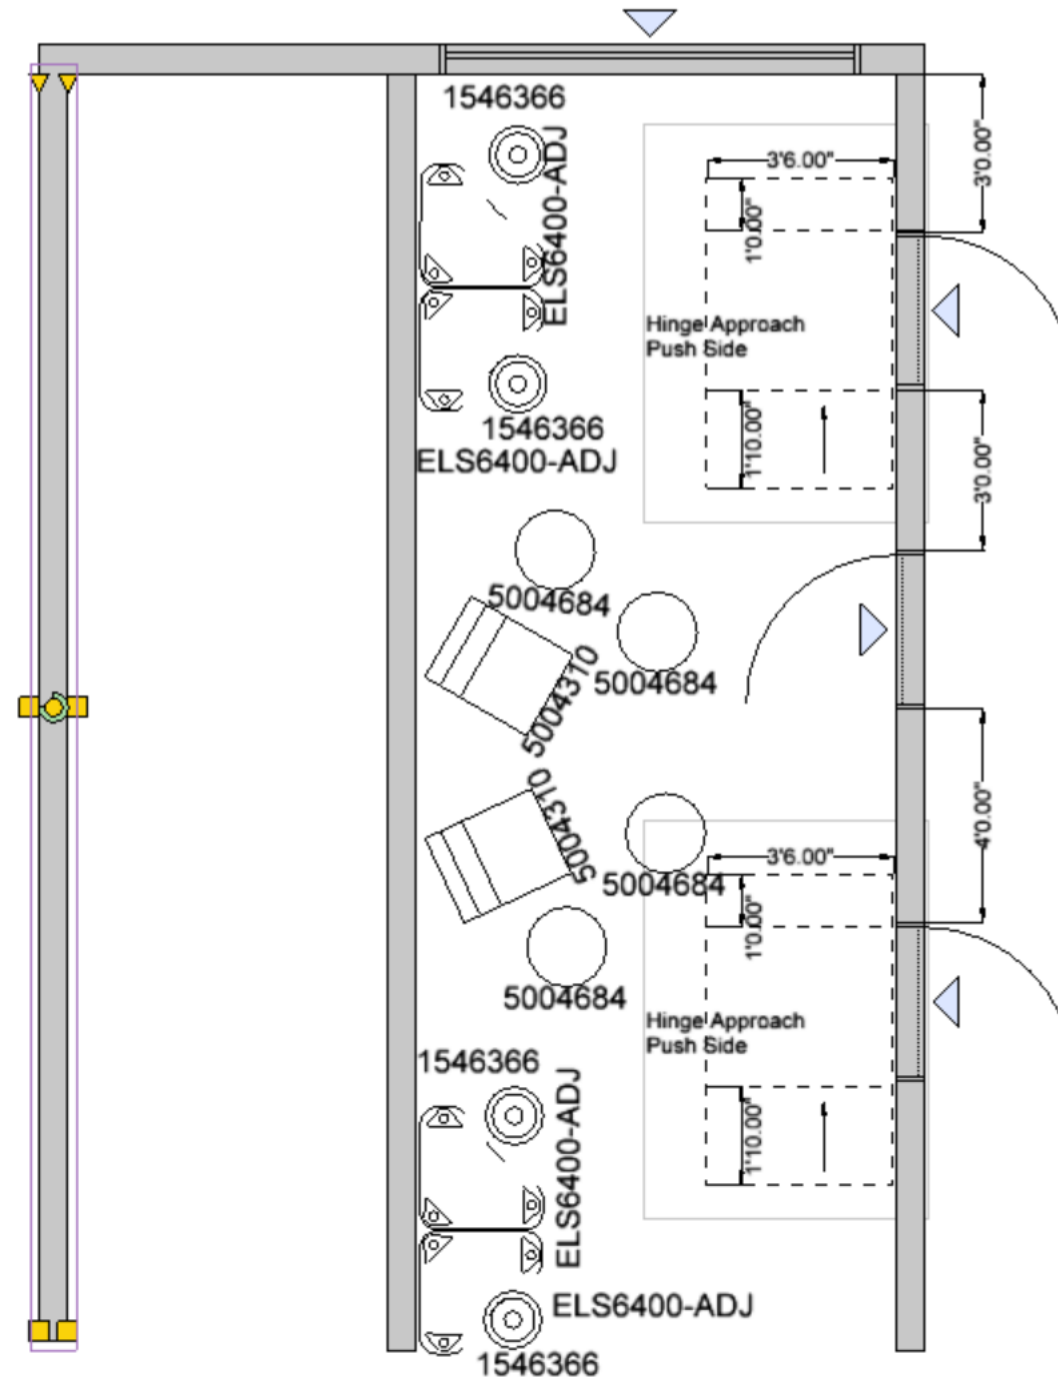 1546366
ELS6400-ADJ
3'6.00"
3'0.00"
1'0.00"
Hinge Approach
Push Side
1'10.00"
1546366
ELS6400-ADJ
3'0.00"
5004684
5004684
5004310
5004310
4'0.00"
3'6.00"
5004684
1'0.00"
5004684
Hinge Approach
Push Side
1546366
ELS6400-ADJ
1'10.00"
ELS6400-ADJ
1546366